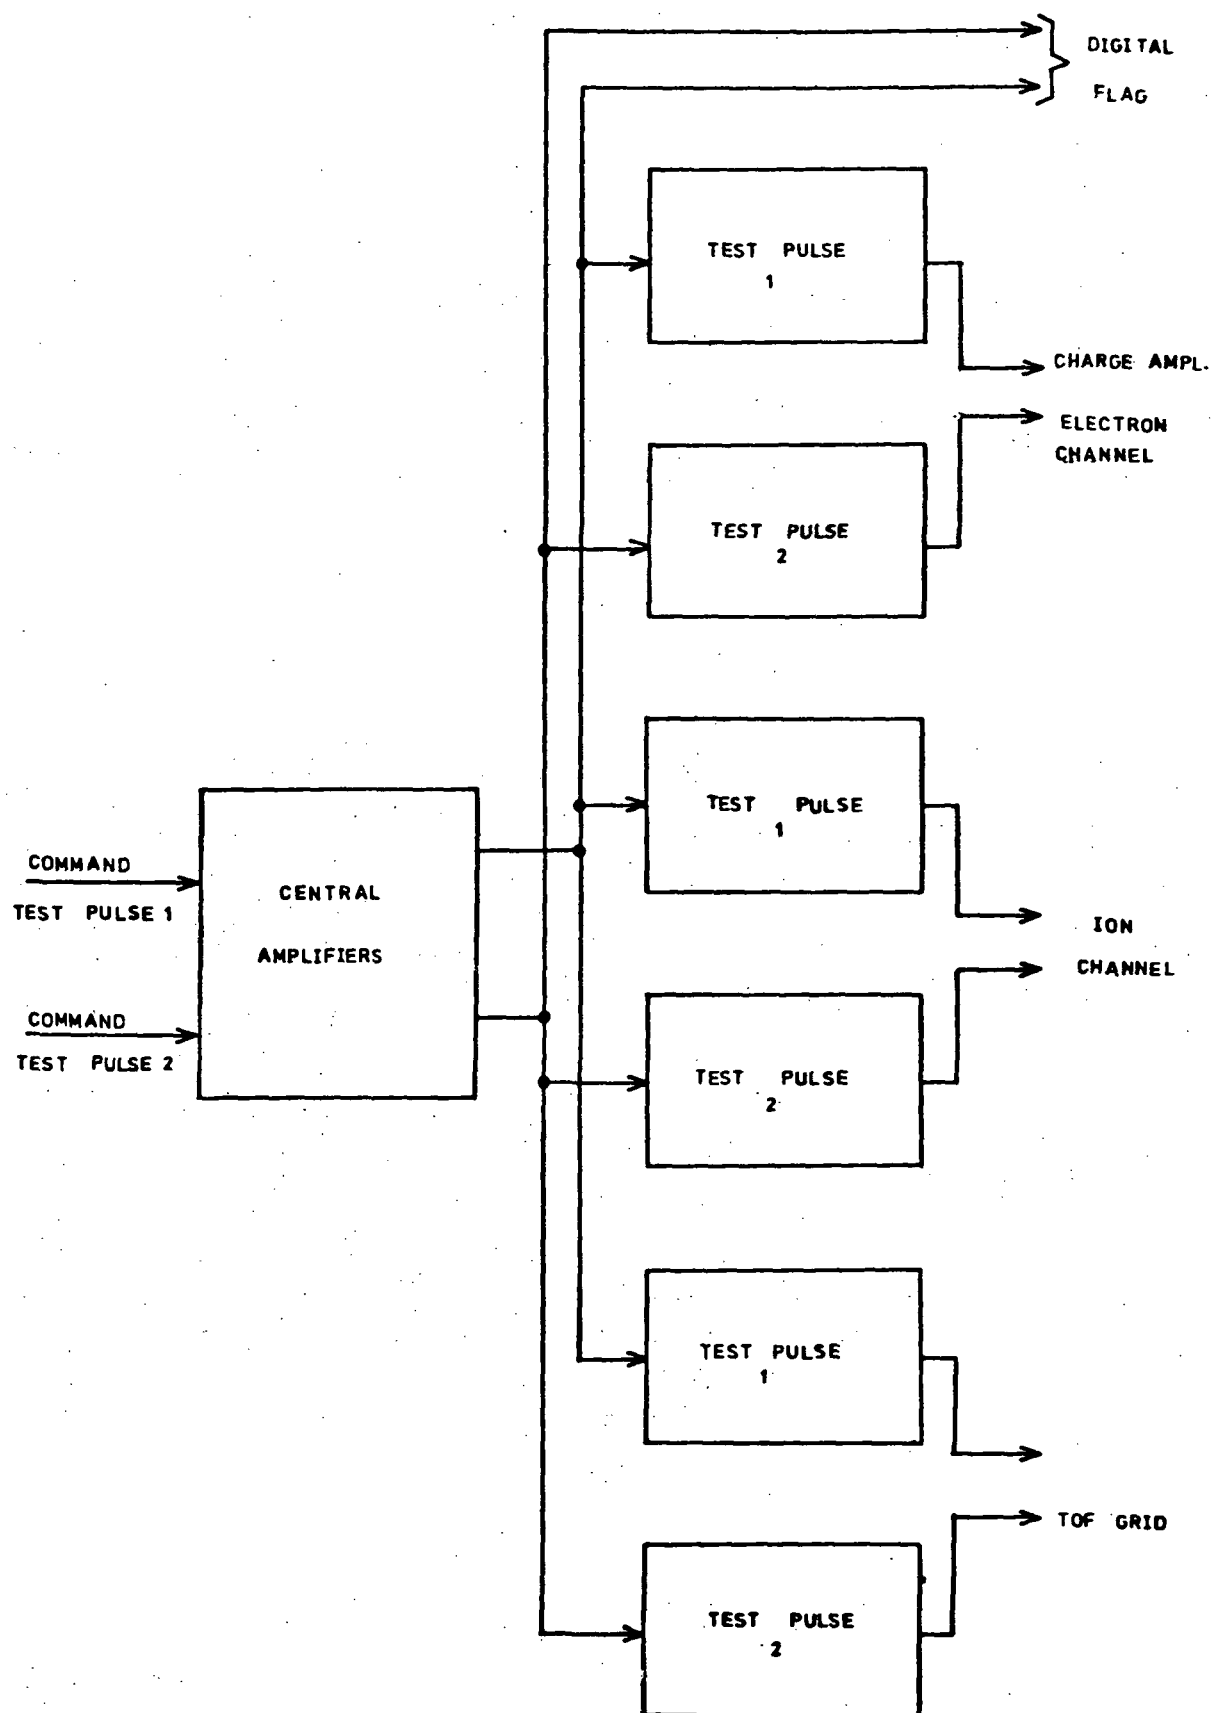 DIGITAL
FLAG
TEST PULSE
1
CHARGE AMPL.
ELECTRON
CHANNEL
TEST PULSE
2
TEST PULSE
1
COMMAND
TEST PULSE 1
CENTRAL
AMPLIFIERS
COMMAND
TEST PULSE 2
ION
CHANNEL
TEST PULSE
2
TEST PULSE
1
TOF GRID
TEST PULSE
2